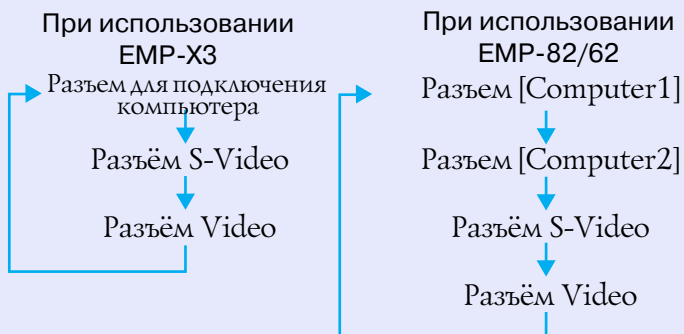 При использовании
EMP-X3
Разъем для подключения
компьютера
Разъём S-Video
Разъём Video
При использовании
EMP-82/62
Разъем [Computer1]
Разъем [Computer2]
Разъём S-Video
Разъём Video